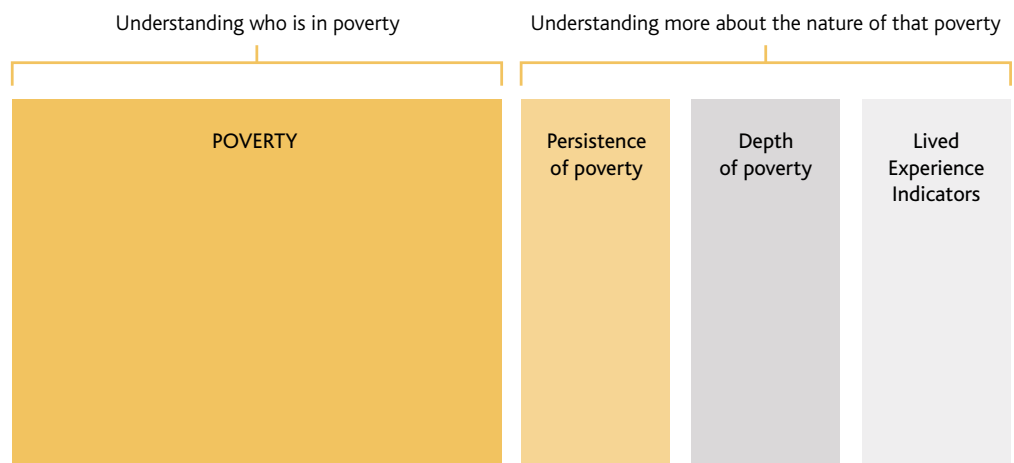 Understanding who is in poverty
Understanding more about the nature of that poverty
POVERTY
Persistence
of poverty
Depth
of poverty
Lived
Experience
Indicators